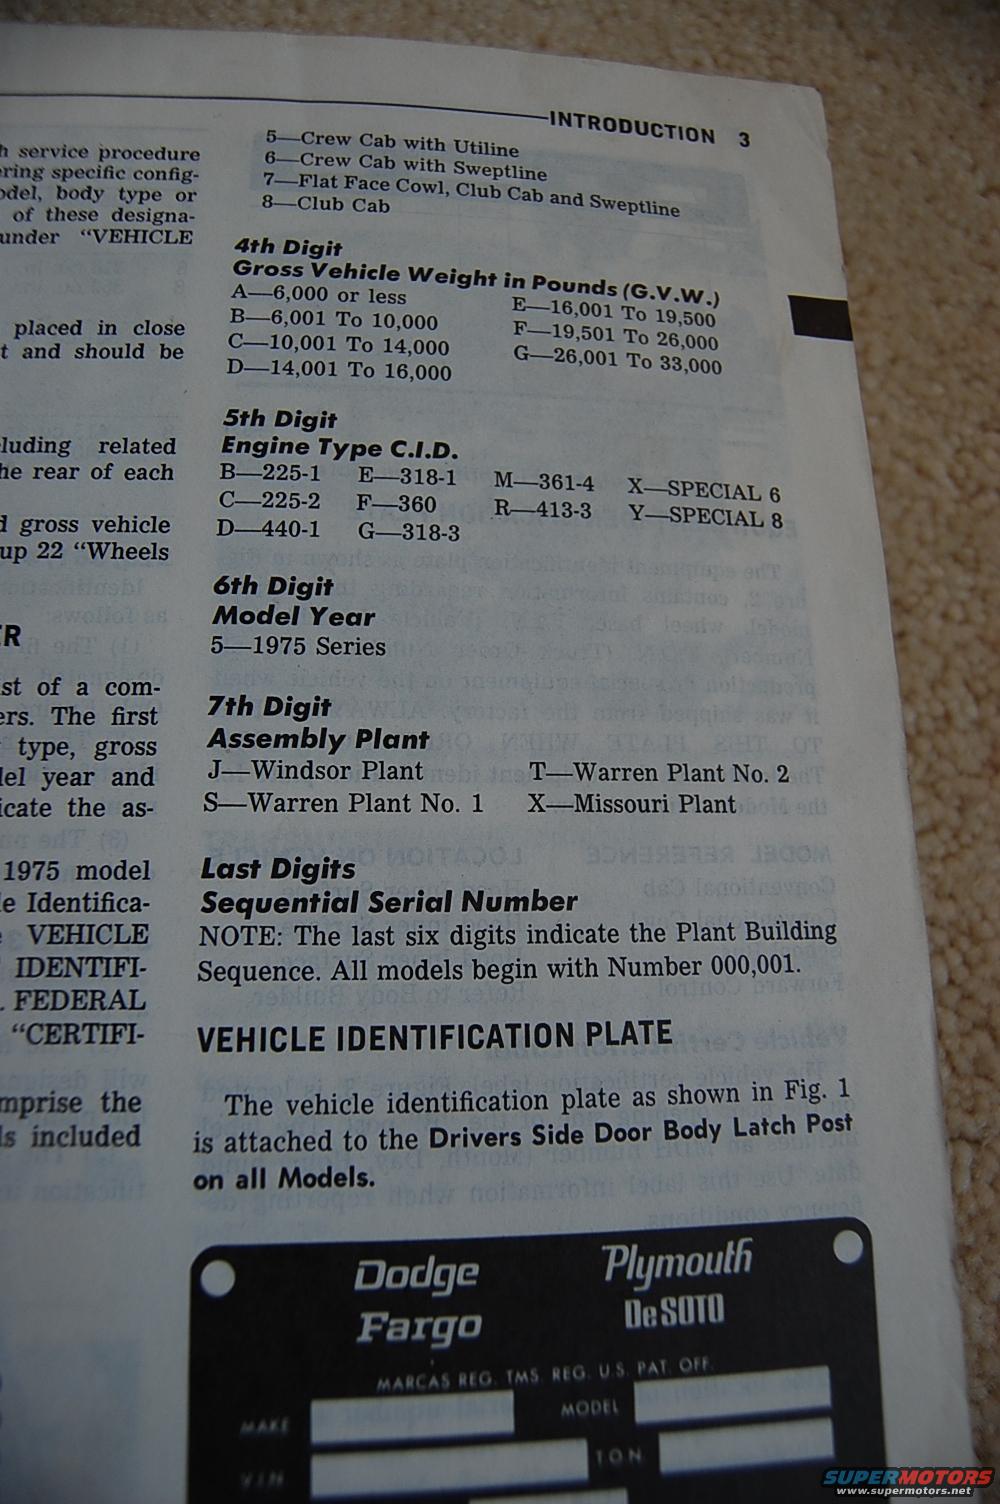 INTRODUCTION 3
h service procedure
ering specific config-
odel, body type or
of these designa-
under “VEHICLE
placed in close
t and should be
cluding related
he rear of each
d gross vehicle
up 22 “Wheels
ER
st of a com-
ers. The first
type, gross
lel year and
icate the as-
1975 model
le Identifica-
VEHICLE
IDENTIFI-
. FEDERAL
“CERTIFI-
mprise the
ls included
5—Crew Cab with Utiline
6—Crew Cab with Sweptline
7—Flat Face Cowl, Club Cab and Sweptline
8—Club Cab
4th Digit
Gross Vehicle Weight in Pounds (G.V.W.)
A—6,000 or less
B—6,001 To 10,000
C—10,001 To 14,000
D—14,001 To 16,000
E—16,001 To 19,500
F—19,501 To 26,000
G—26,001 To 33,000
5th Digit
Engine Type C.I.D.
B—225-1 E—318-1 M—361-4 X—SPECIAL 6
C—225-2 F—360 R—413-3 Y—SPECIAL 8
D—440-1 G—318-3
6th Digit
Model Year
5—1975 Series
7th Digit
Assembly Plant
J—Windsor Plant T—Warren Plant No. 2
S—Warren Plant No. 1 X—Missouri Plant
Last Digits
Sequential Serial Number
NOTE: The last six digits indicate the Plant Building
Sequence. All models begin with Number 000,001.
VEHICLE IDENTIFICATION PLATE
The vehicle identification plate as shown in Fig. 1
is attached to the Drivers Side Door Body Latch Post
on all Models.
Dodge Plymouth
Fargo De SOTO
MARCAS REG. TMS. REG. U.S. PAT. OFF.
MAKE MODEL
V.I.N. T.O.N.
SUPERMOTORS
www.supermotors.net